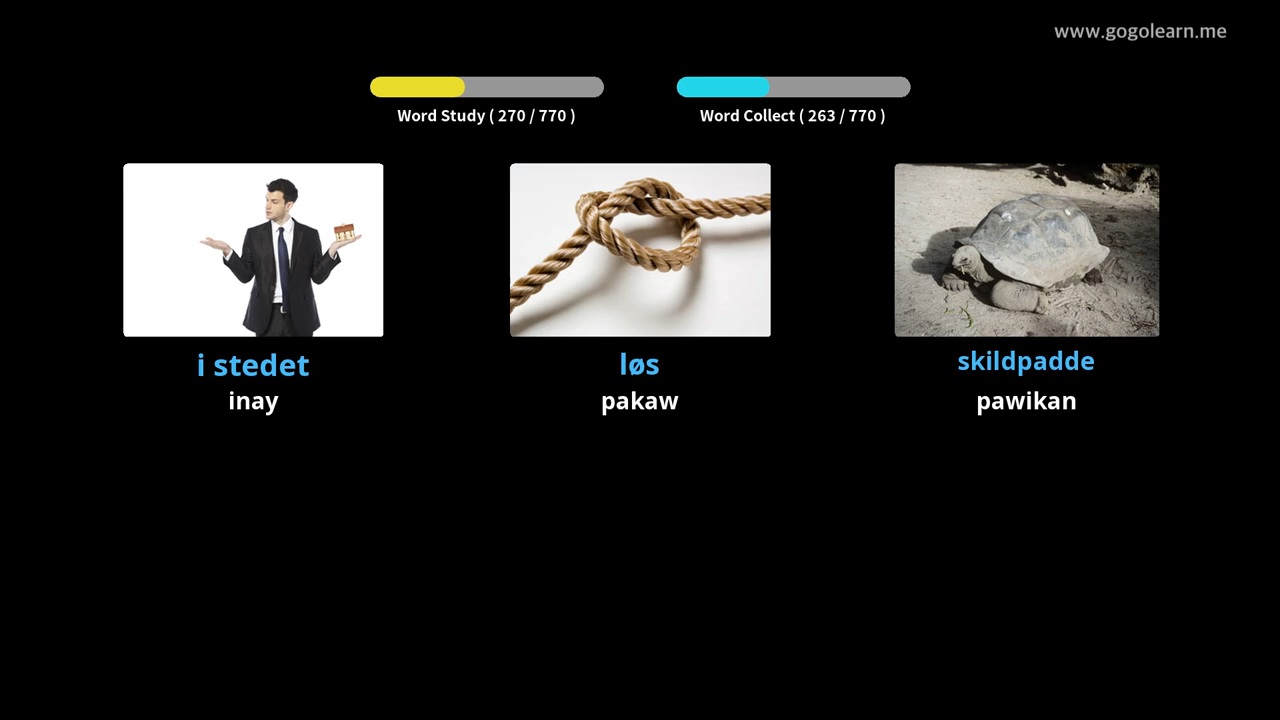 www.gogolearn.me
Word Study ( 270 / 770 )
Word Collect ( 263 / 770 )
i stedet
inay
løs
pakaw
skildpadde
pawikan